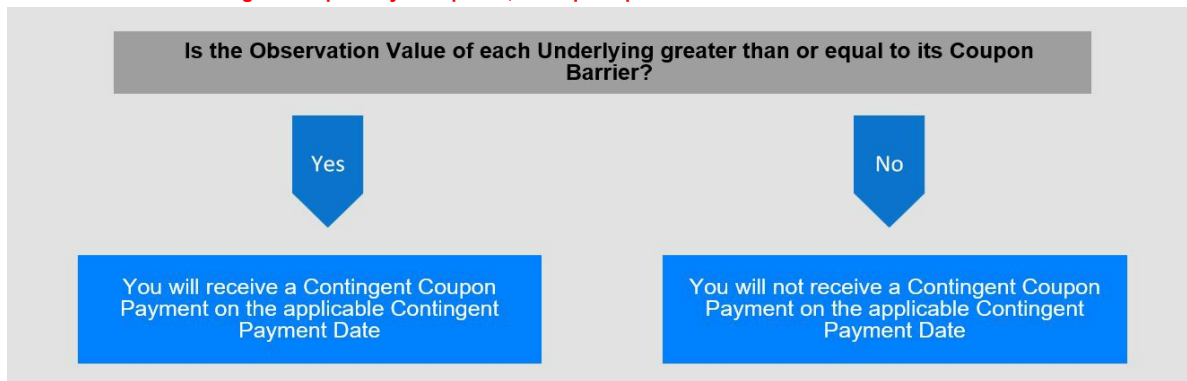 Is the Observation Value of each Underlying greater than or equal to its Coupon
Barrier?
Yes
No
You will receive a Contingent Coupon
Payment on the applicable Contingent
Payment Date
You will not receive a Contingent Coupon
Payment on the applicable Contingent
Payment Date